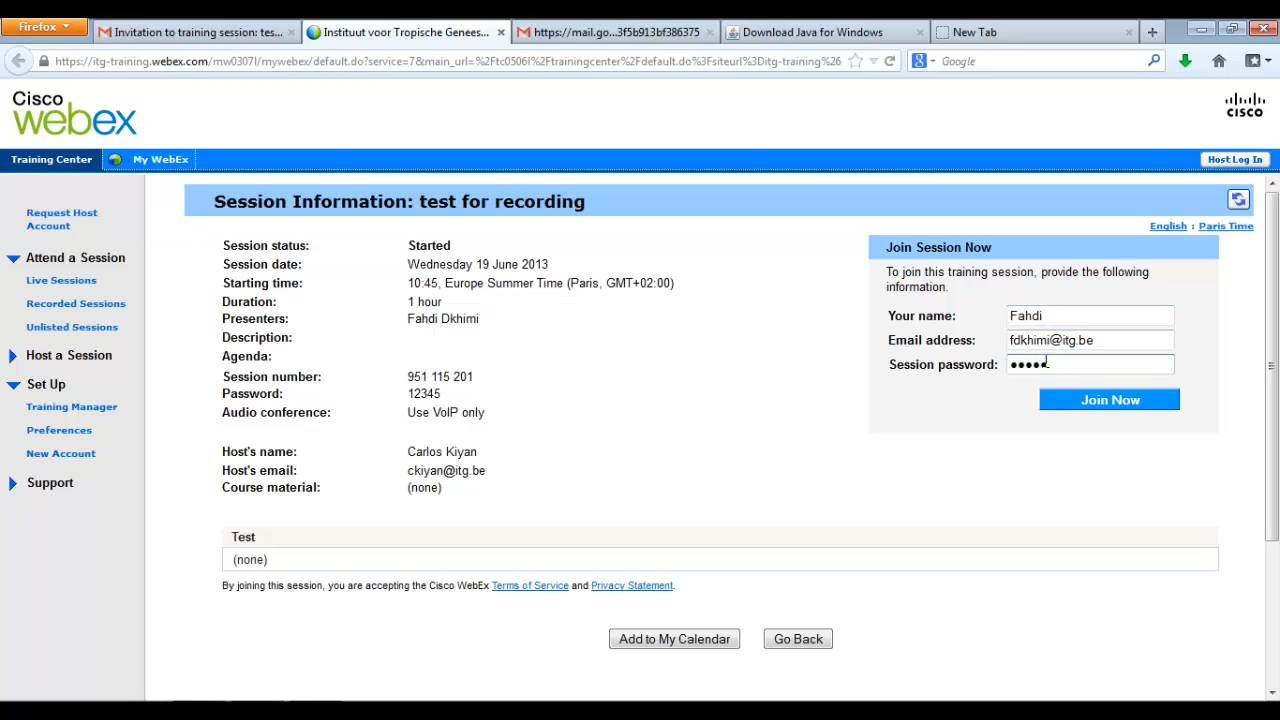 Firefox
Invitation to training session: tes...
Instituut voor Tropische Genees...
https://mail.go...3f5b913bf386375
Download Java for Windows
New Tab
https://itg-training.webex.com/tw0307l/mywebex/default.do?service=7&main_url=%2Ftc0506l%2Ftrainingcenter%2Fdefault.do%3Fsiteurl%3Ditg-training%26
Google
Cisco
webex
CISCO
Training Center
My WebEx
Host Log In
Request Host
Account
Attend a Session
Live Sessions
Recorded Sessions
Unlisted Sessions
Host a Session
Set Up
Training Manager
Preferences
New Account
Support
Session Information: test for recording
English : Paris Time
Session status: Started
Session date: Wednesday 19 June 2013
Starting time: 10:45, Europe Summer Time (Paris, GMT+02:00)
Duration: 1 hour
Presenters: Fahdi Dkhimi
Description:
Agenda:
Session number: 951 115 201
Password: 12345
Audio conference: Use VoIP only
Host's name: Carlos Kiyan
Host's email: ckiyan@itg.be
Course material: (none)
Join Session Now
To join this training session, provide the following
information.
Your name: Fahdi
Email address: fdkhimi@itg.be
Session password: •••••
Join Now
Test
(none)
By joining this session, you are accepting the Cisco WebEx Terms of Service and Privacy Statement.
Add to My Calendar
Go Back